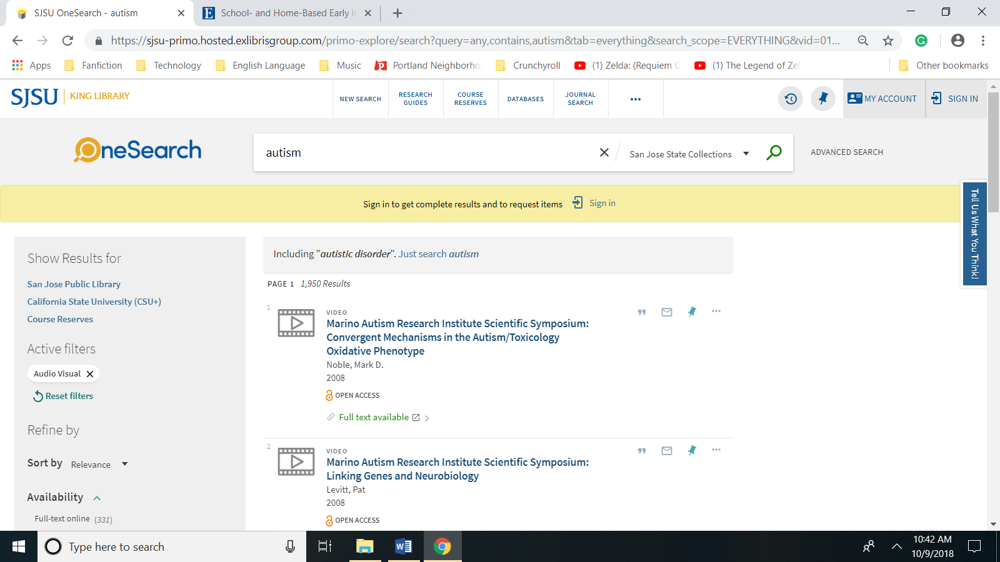 SJSU OneSearch - autism
School- and Home-Based Early In
https://sjsu-primo.hosted.exlibrisgroup.com/primo-explore/search?query=any,contains,autism&tab=everything&search_scope=EVERYTHING&vid=01...
Apps
Fanfiction
Technology
English Language
Music
Portland Neighborho
Crunchyroll
(1) Zelda: (Requiem C
(1) The Legend of Zel
Other bookmarks
SJSU KING LIBRARY
NEW SEARCH
RESEARCH
GUIDES
COURSE
RESERVES
DATABASES
JOURNAL
SEARCH
MY ACCOUNT
SIGN IN
OneSearch
autism
San Jose State Collections
ADVANCED SEARCH
Sign in to get complete results and to request items Sign in
Tell Us What You Think!
Show Results for
San Jose Public Library
California State University (CSU+)
Course Reserves
Active filters
Audio Visual
Reset filters
Refine by
Sort by Relevance
Availability
Full-text online (331)
Including "autistic disorder". Just search autism
PAGE 1 1,950 Results
1
VIDEO
Marino Autism Research Institute Scientific Symposium:
Convergent Mechanisms in the Autism/Toxicology
Oxidative Phenotype
Noble, Mark D.
2008
OPEN ACCESS
Full text available
2
VIDEO
Marino Autism Research Institute Scientific Symposium:
Linking Genes and Neurobiology
Levitt, Pat
2008
OPEN ACCESS
Type here to search
10:42 AM
10/9/2018